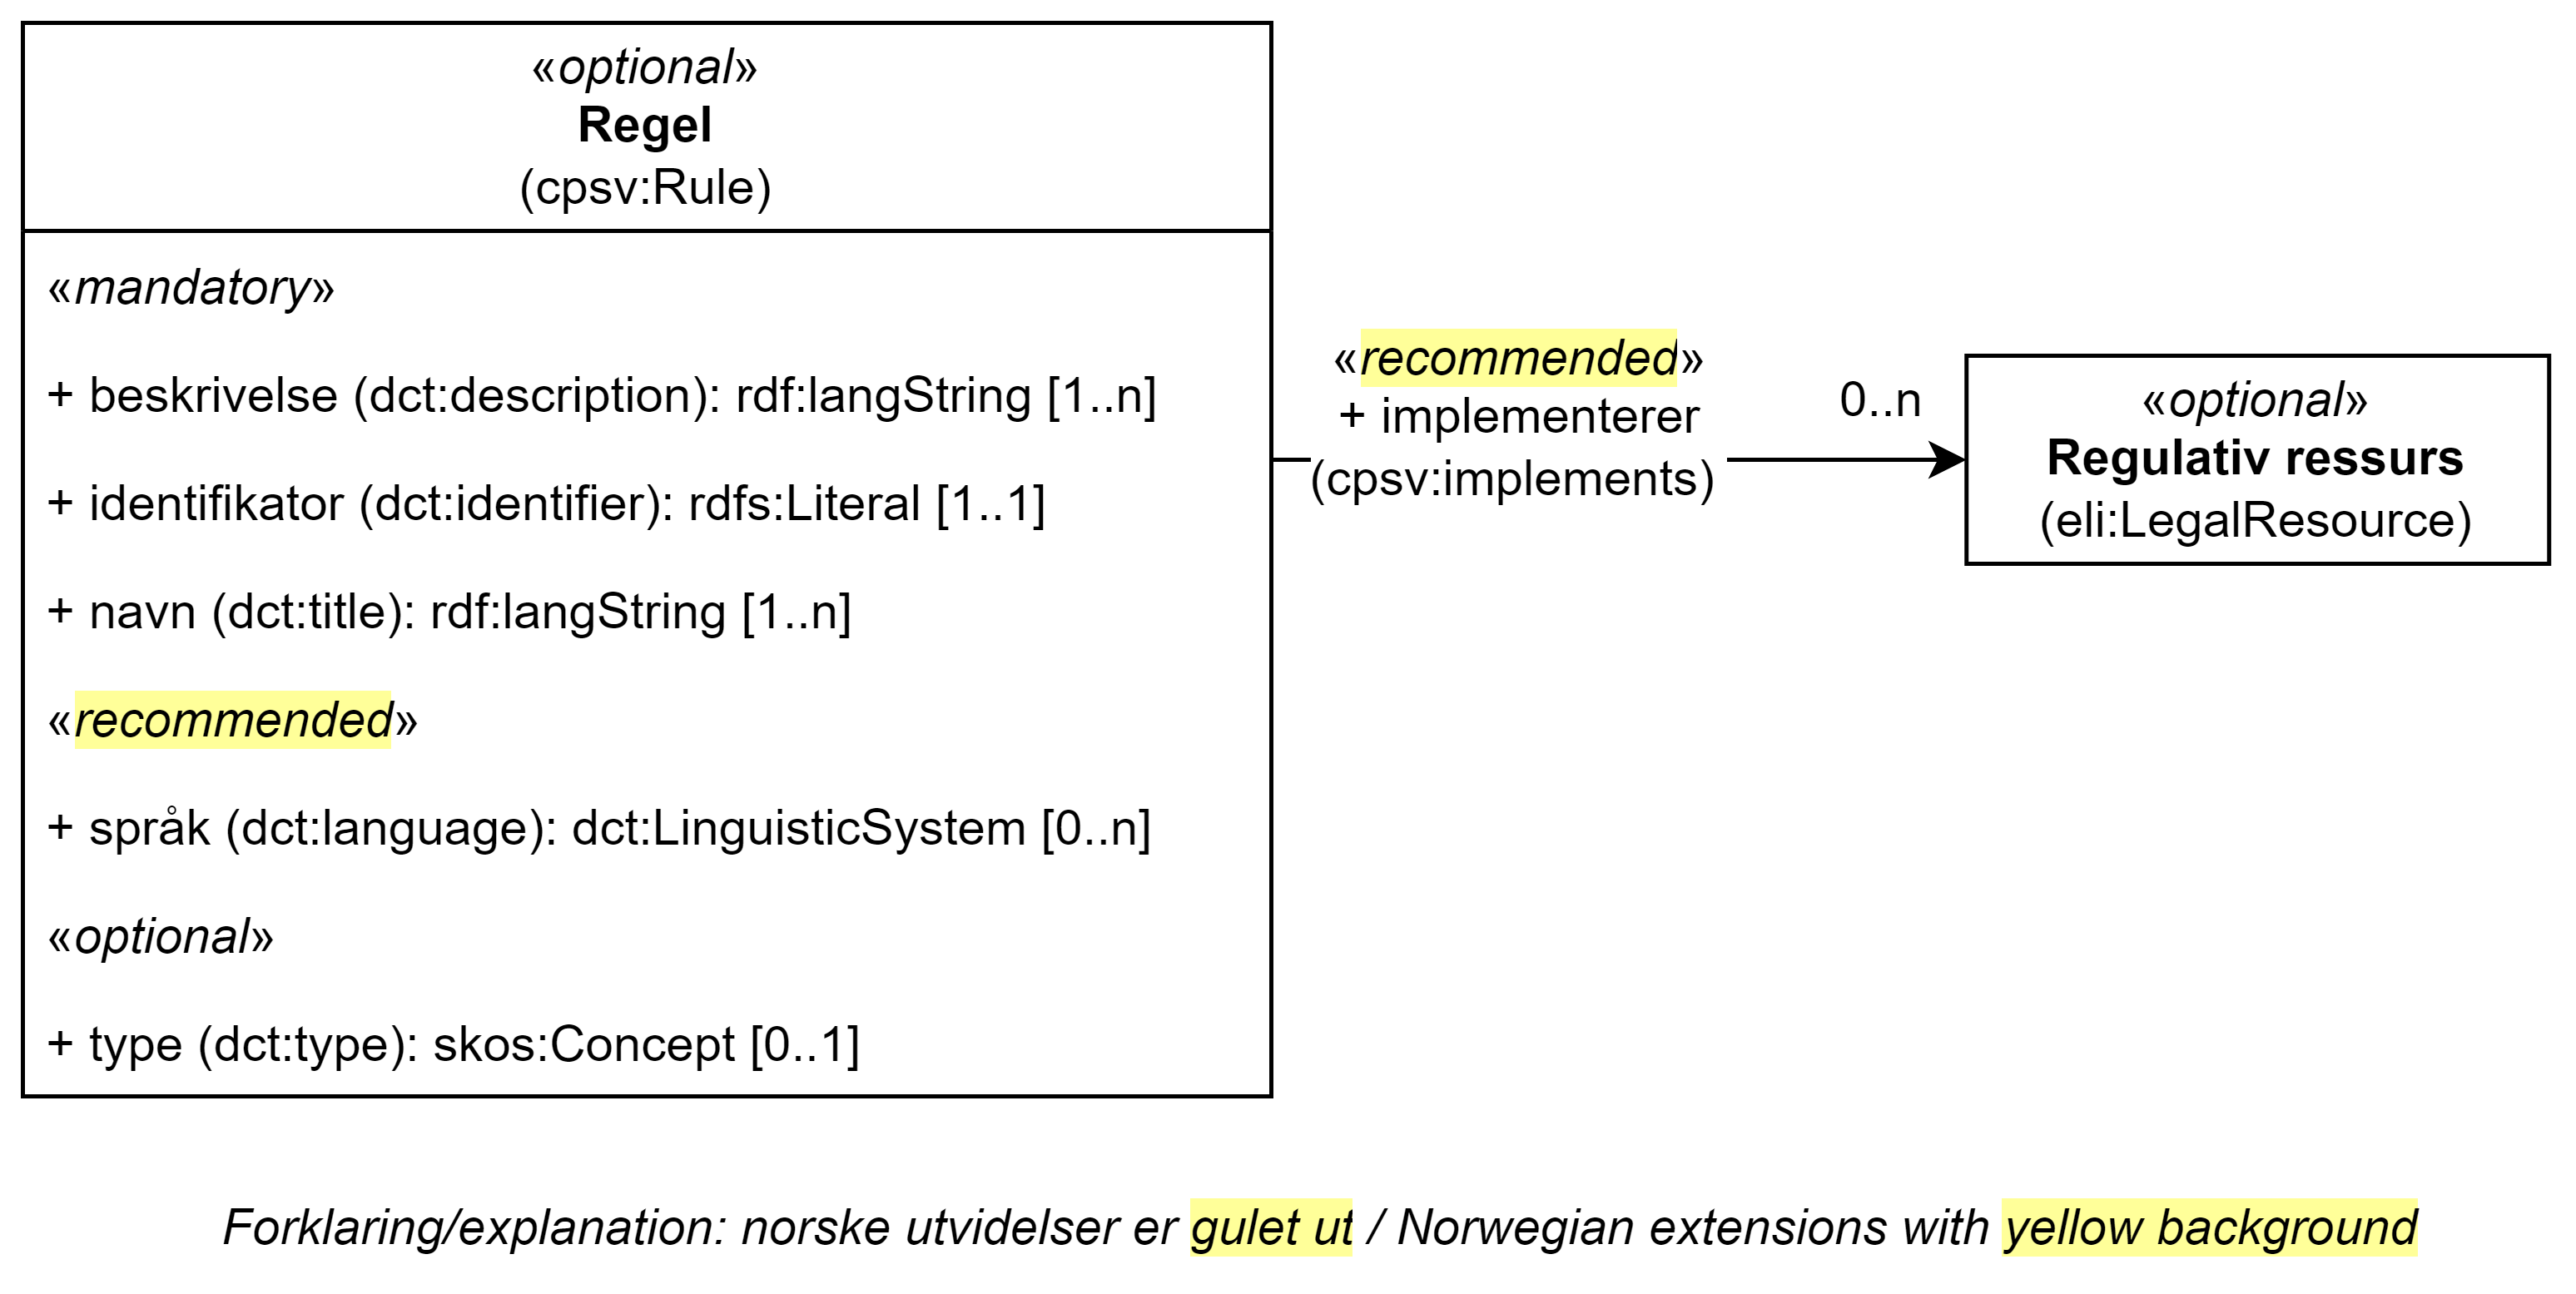 «optional»
Regel
(cpsv:Rule)
«mandatory»
+ beskrivelse (dct:description): rdf:langString [1..n]
+ identifikator (dct:identifier): rdfs:Literal [1..1]
+ navn (dct:title): rdf:langString [1..n]
«recommended»
+ språk (dct:language): dct:LinguisticSystem [0..n]
«optional»
+ type (dct:type): skos:Concept [0..1]
«recommended»
+ implementerer
(cpsv:implements)
0..n
«optional»
Regulativ ressurs
(eli:LegalResource)
Forklaring/explanation: norske utvidelser er gulet ut / Norwegian extensions with yellow background